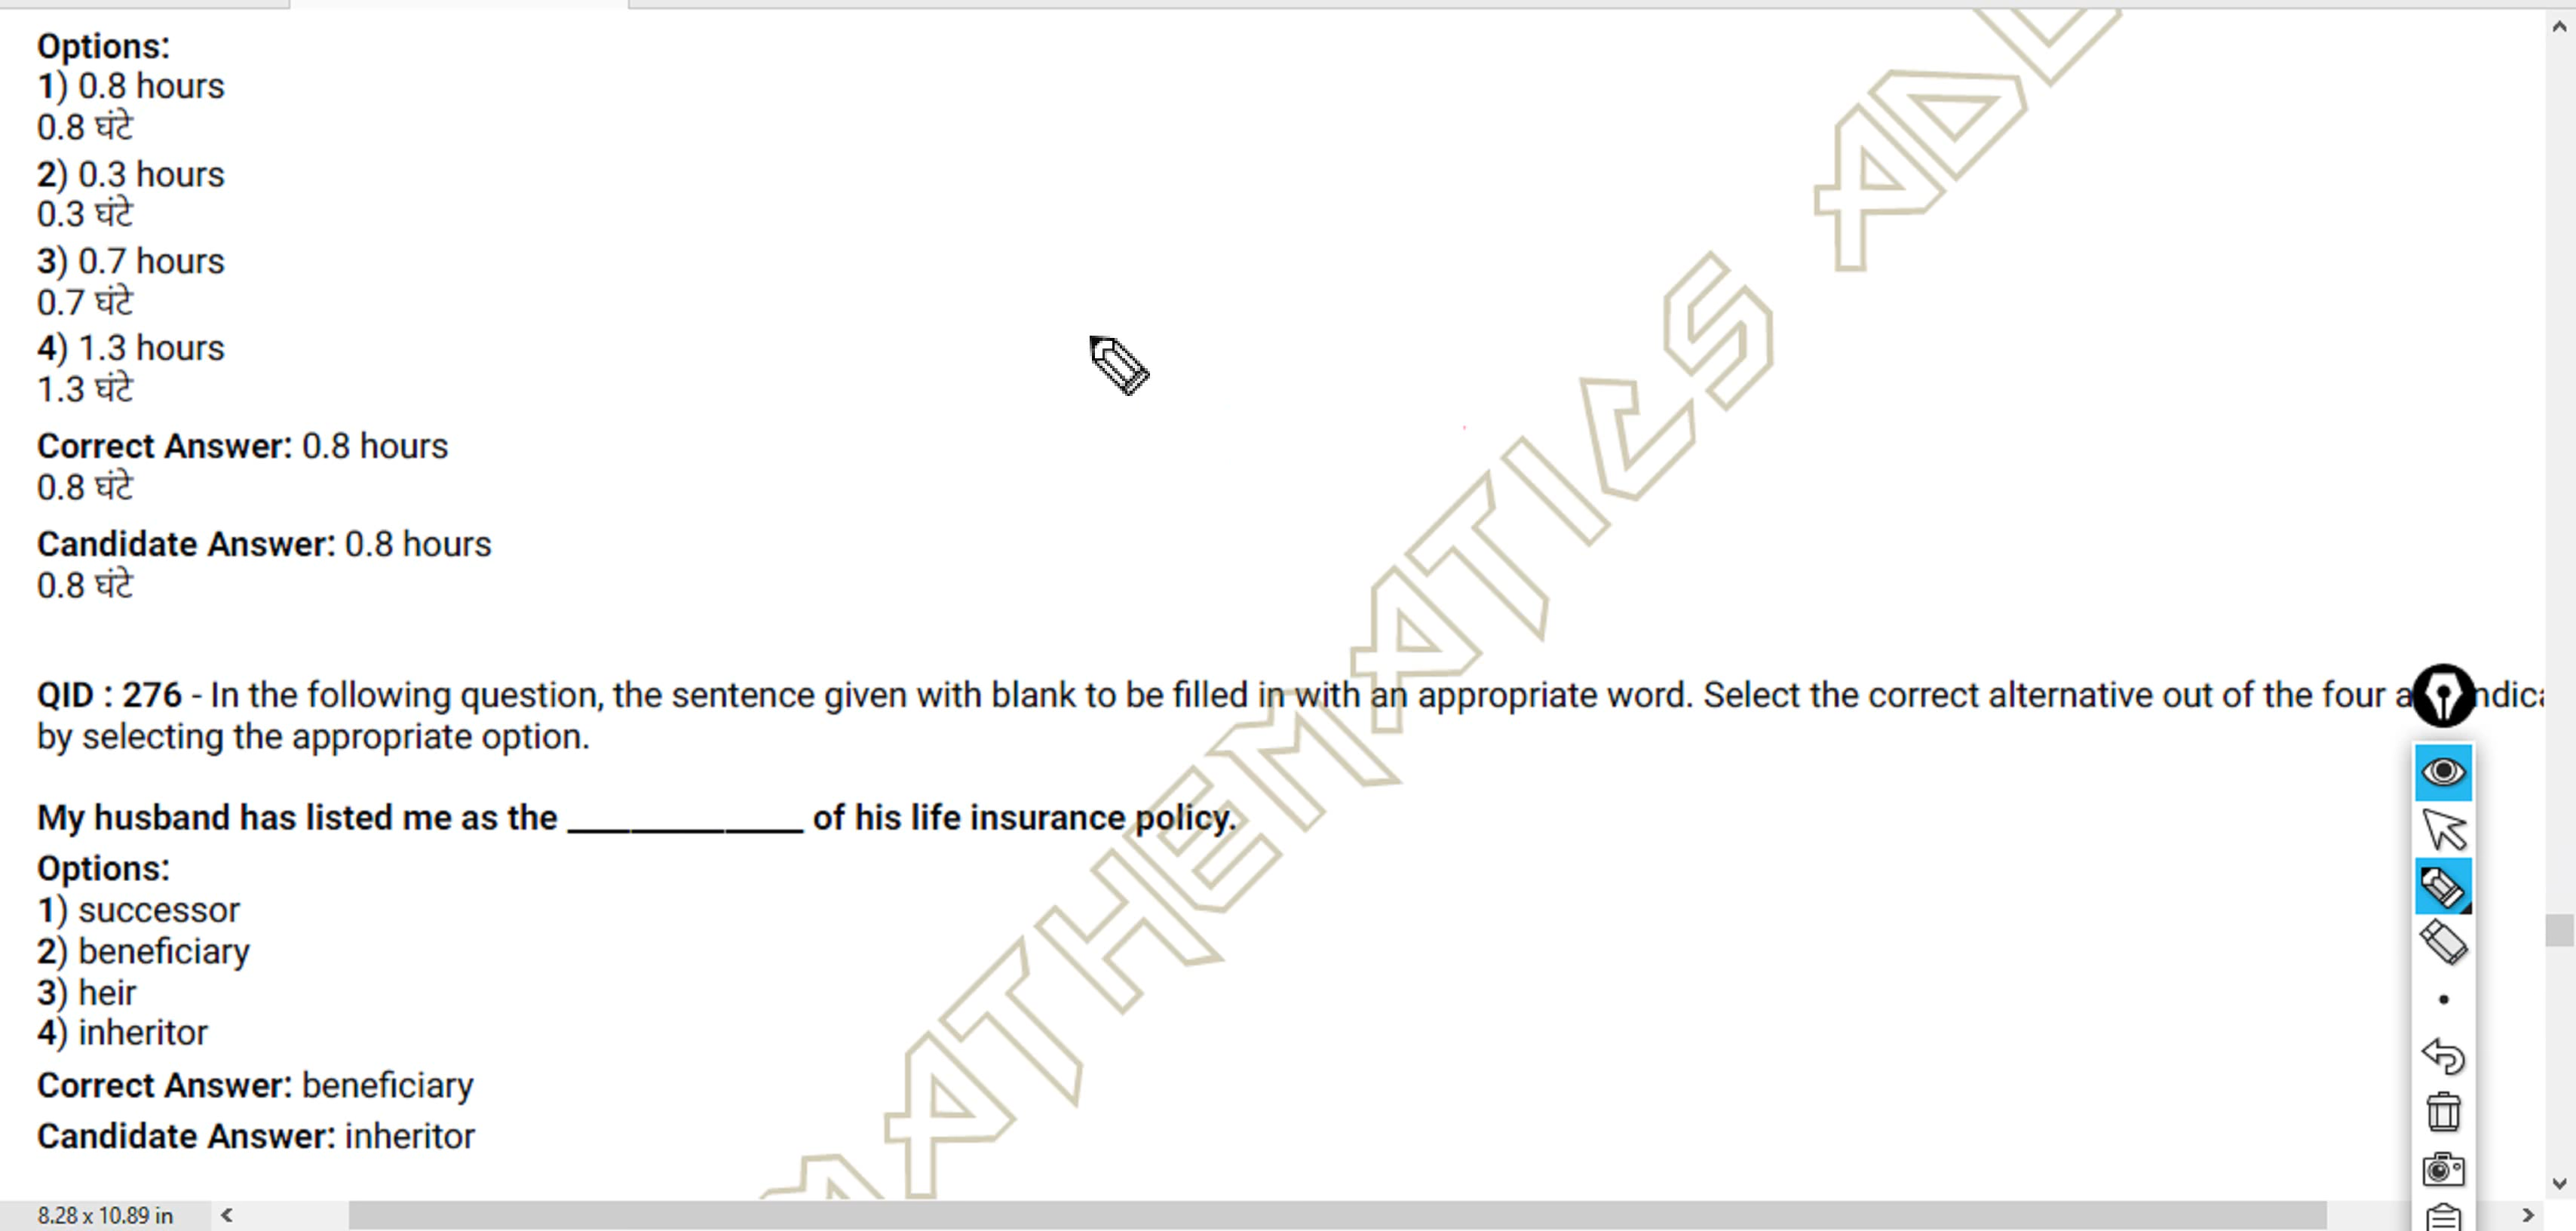 Options:
1) 0.8 hours
0.8 घंटे
2) 0.3 hours
0.3 घंटे
3) 0.7 hours
0.7 घंटे
4) 1.3 hours
1.3 घंटे
Correct Answer: 0.8 hours
0.8 घंटे
Candidate Answer: 0.8 hours
0.8 घंटे
QID : 276 - In the following question, the sentence given with blank to be filled in with an appropriate word. Select the correct alternative out of the four a
by selecting the appropriate option.
My husband has listed me as the _____________ of his life insurance policy.
Options:
1) successor
2) beneficiary
3) heir
4) inheritor
Correct Answer: beneficiary
Candidate Answer: inheritor
MATHEMATICS AD
8.28 x 10.89 in